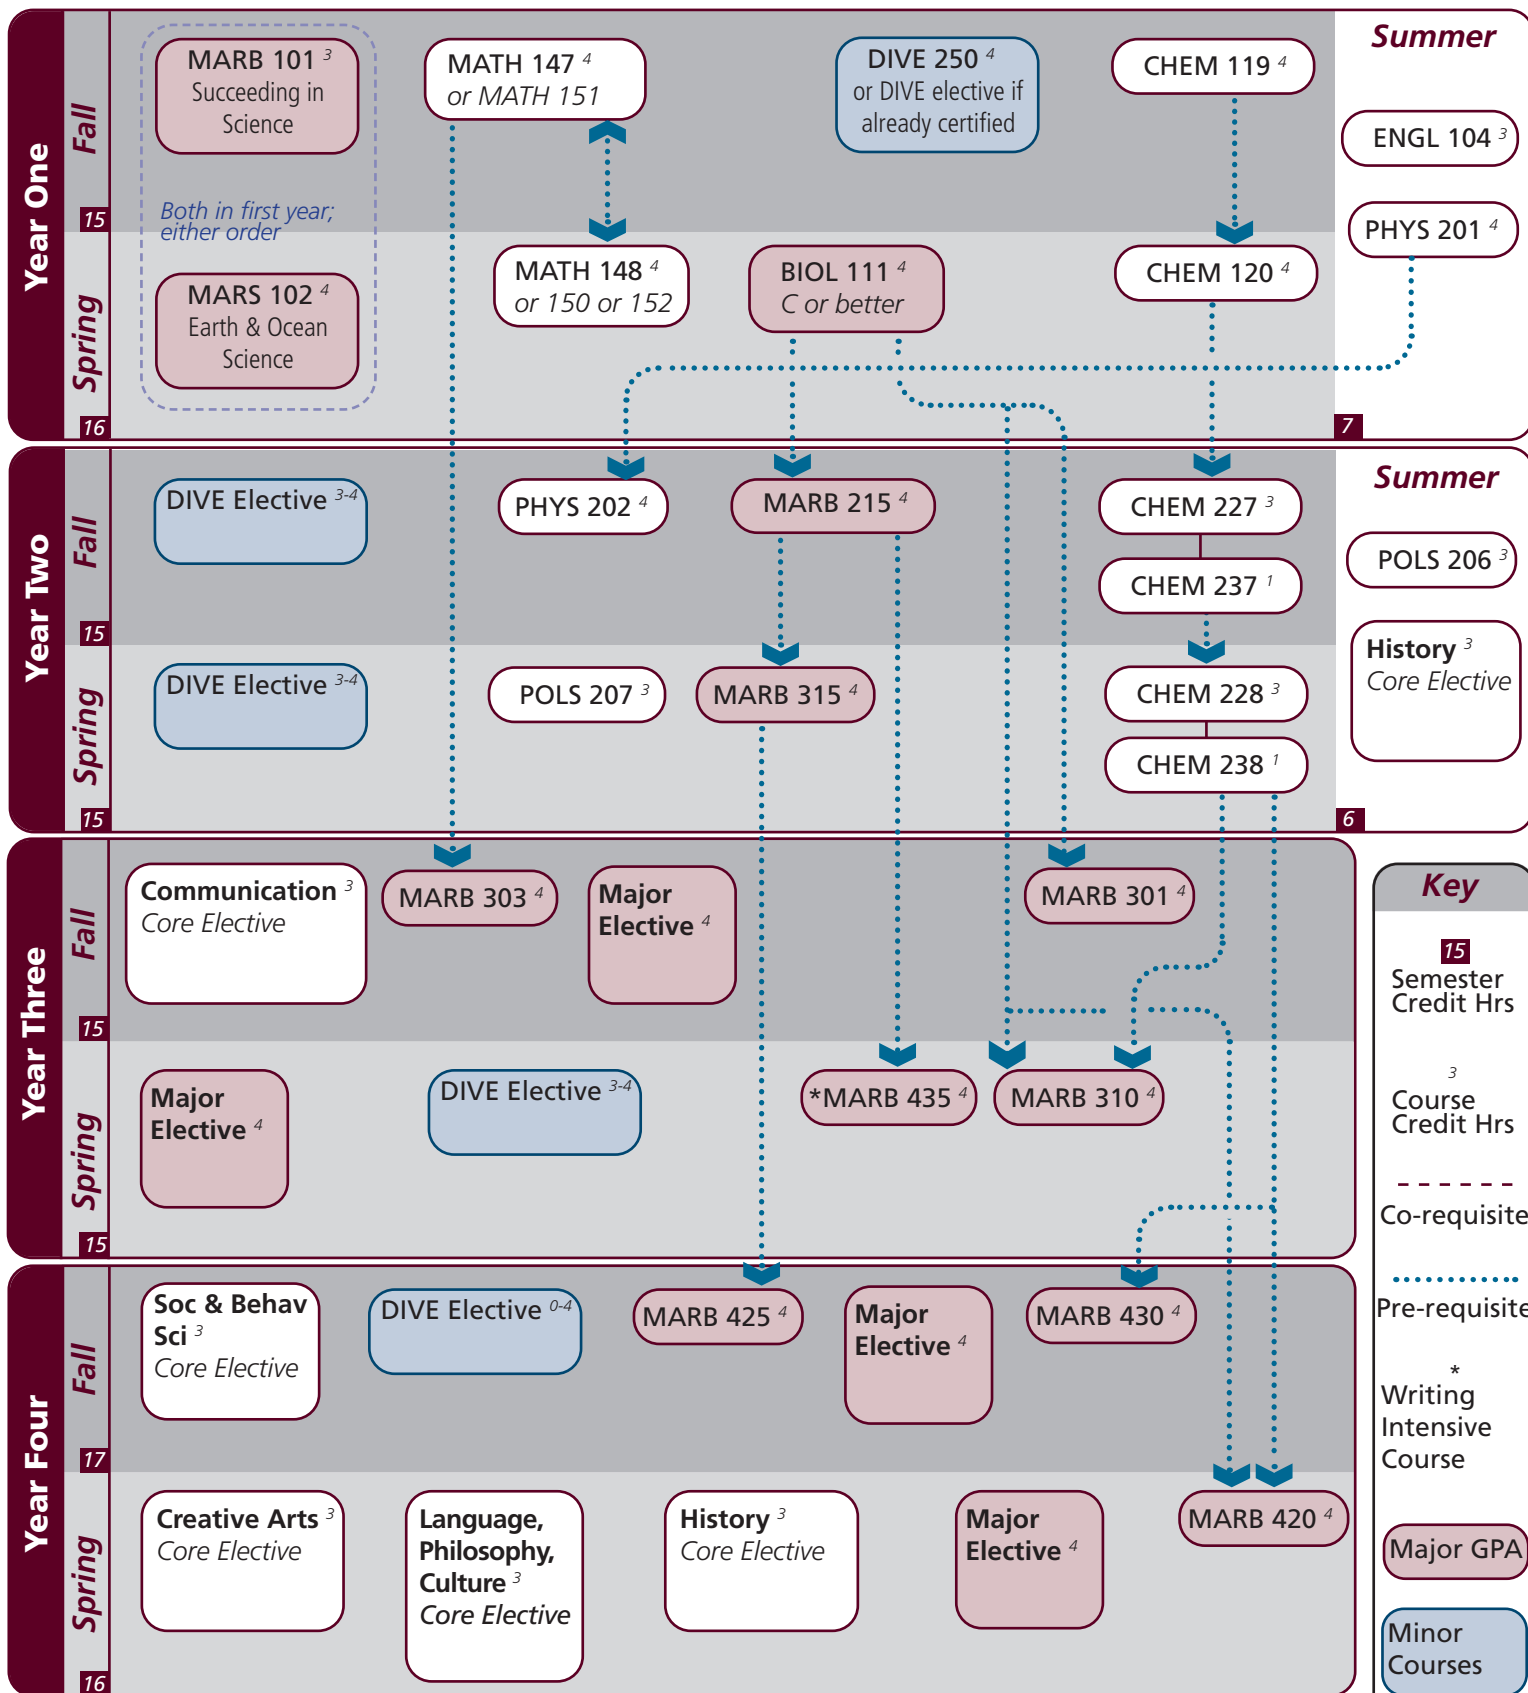 Year One
Fall
MARB 101 3
Succeeding in
Science
MATH 147 4
or MATH 151
DIVE 250 4
or DIVE elective if
already certified
CHEM 119 4
15
Both in first year;
either order
Spring
MARS 102 4
Earth & Ocean
Science
MATH 148 4
or 150 or 152
BIOL 111 4
C or better
CHEM 120 4
16
Summer
ENGL 104 3
PHYS 201 4
7
Year Two
Fall
DIVE Elective 3-4
PHYS 202 4
MARB 215 4
CHEM 227 3
CHEM 237 1
15
Spring
DIVE Elective 3-4
POLS 207 3
MARB 315 4
CHEM 228 3
CHEM 238 1
15
Summer
POLS 206 3
History 3
Core Elective
6
Year Three
Fall
Communication 3
Core Elective
MARB 303 4
Major
Elective 4
MARB 301 4
15
Spring
Major
Elective 4
DIVE Elective 3-4
*MARB 435 4
MARB 310 4
15
Year Four
Fall
Soc & Behav
Sci 3
Core Elective
DIVE Elective 0-4
MARB 425 4
Major
Elective 4
MARB 430 4
17
Spring
Creative Arts 3
Core Elective
Language,
Philosophy,
Culture 3
Core Elective
History 3
Core Elective
Major
Elective 4
MARB 420 4
16
Key
15
Semester
Credit Hrs
3
Course
Credit Hrs
Co-requisite
Pre-requisite
*
Writing
Intensive
Course
Major GPA
Minor
Courses